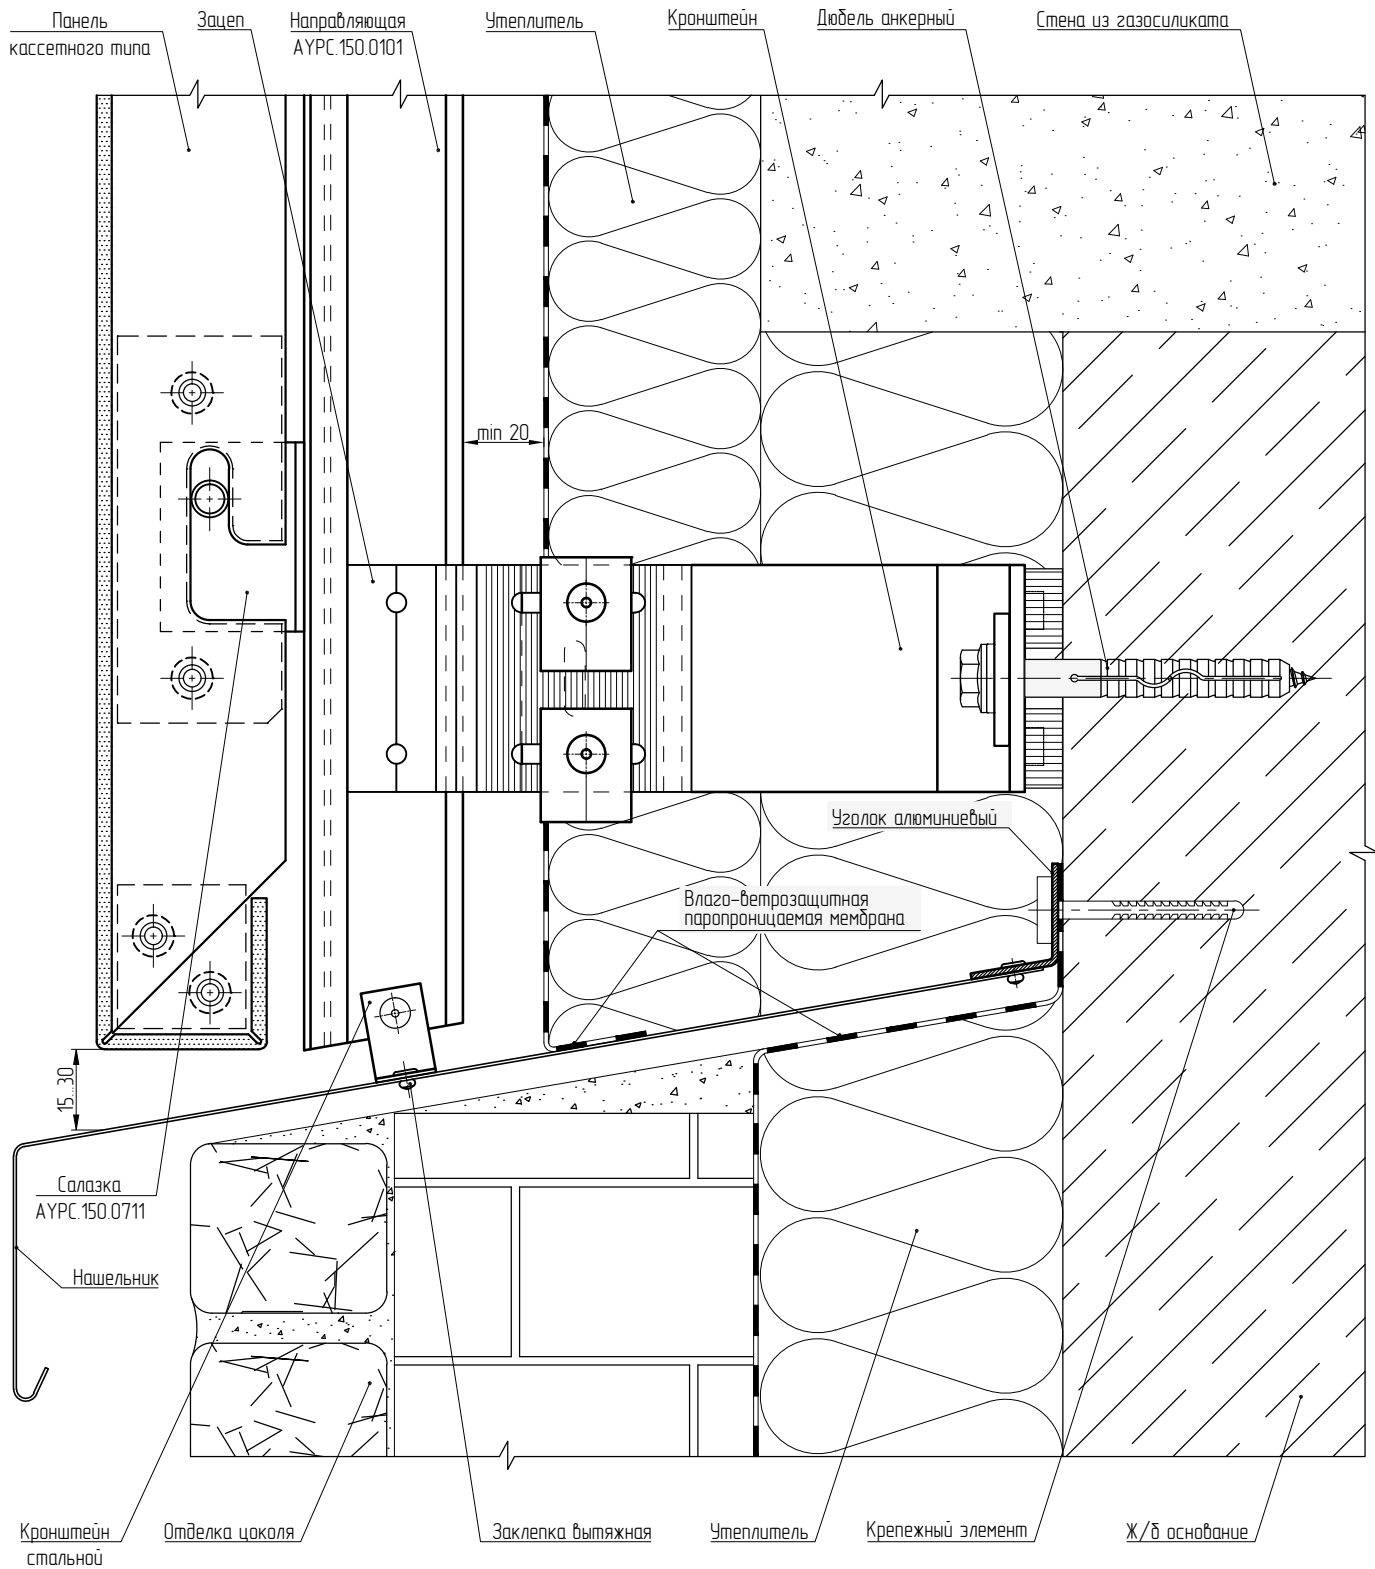 Панель
кассетного типа
Зацеп
Направляющая
AYPC.150.0101
Утеплитель
Кронштейн
Дюбель анкерный
Стена из газосиликата
min 20
Уголок алюминиевый
Влаго-ветрозащитная
паропроницаемая мембрана
15...30
Салазка
AYPC.150.0711
Нащельник
Кронштейн
стальной
Отделка цоколя
Заклепка вытяжная
Утеплитель
Крепежный элемент
Ж/б основание